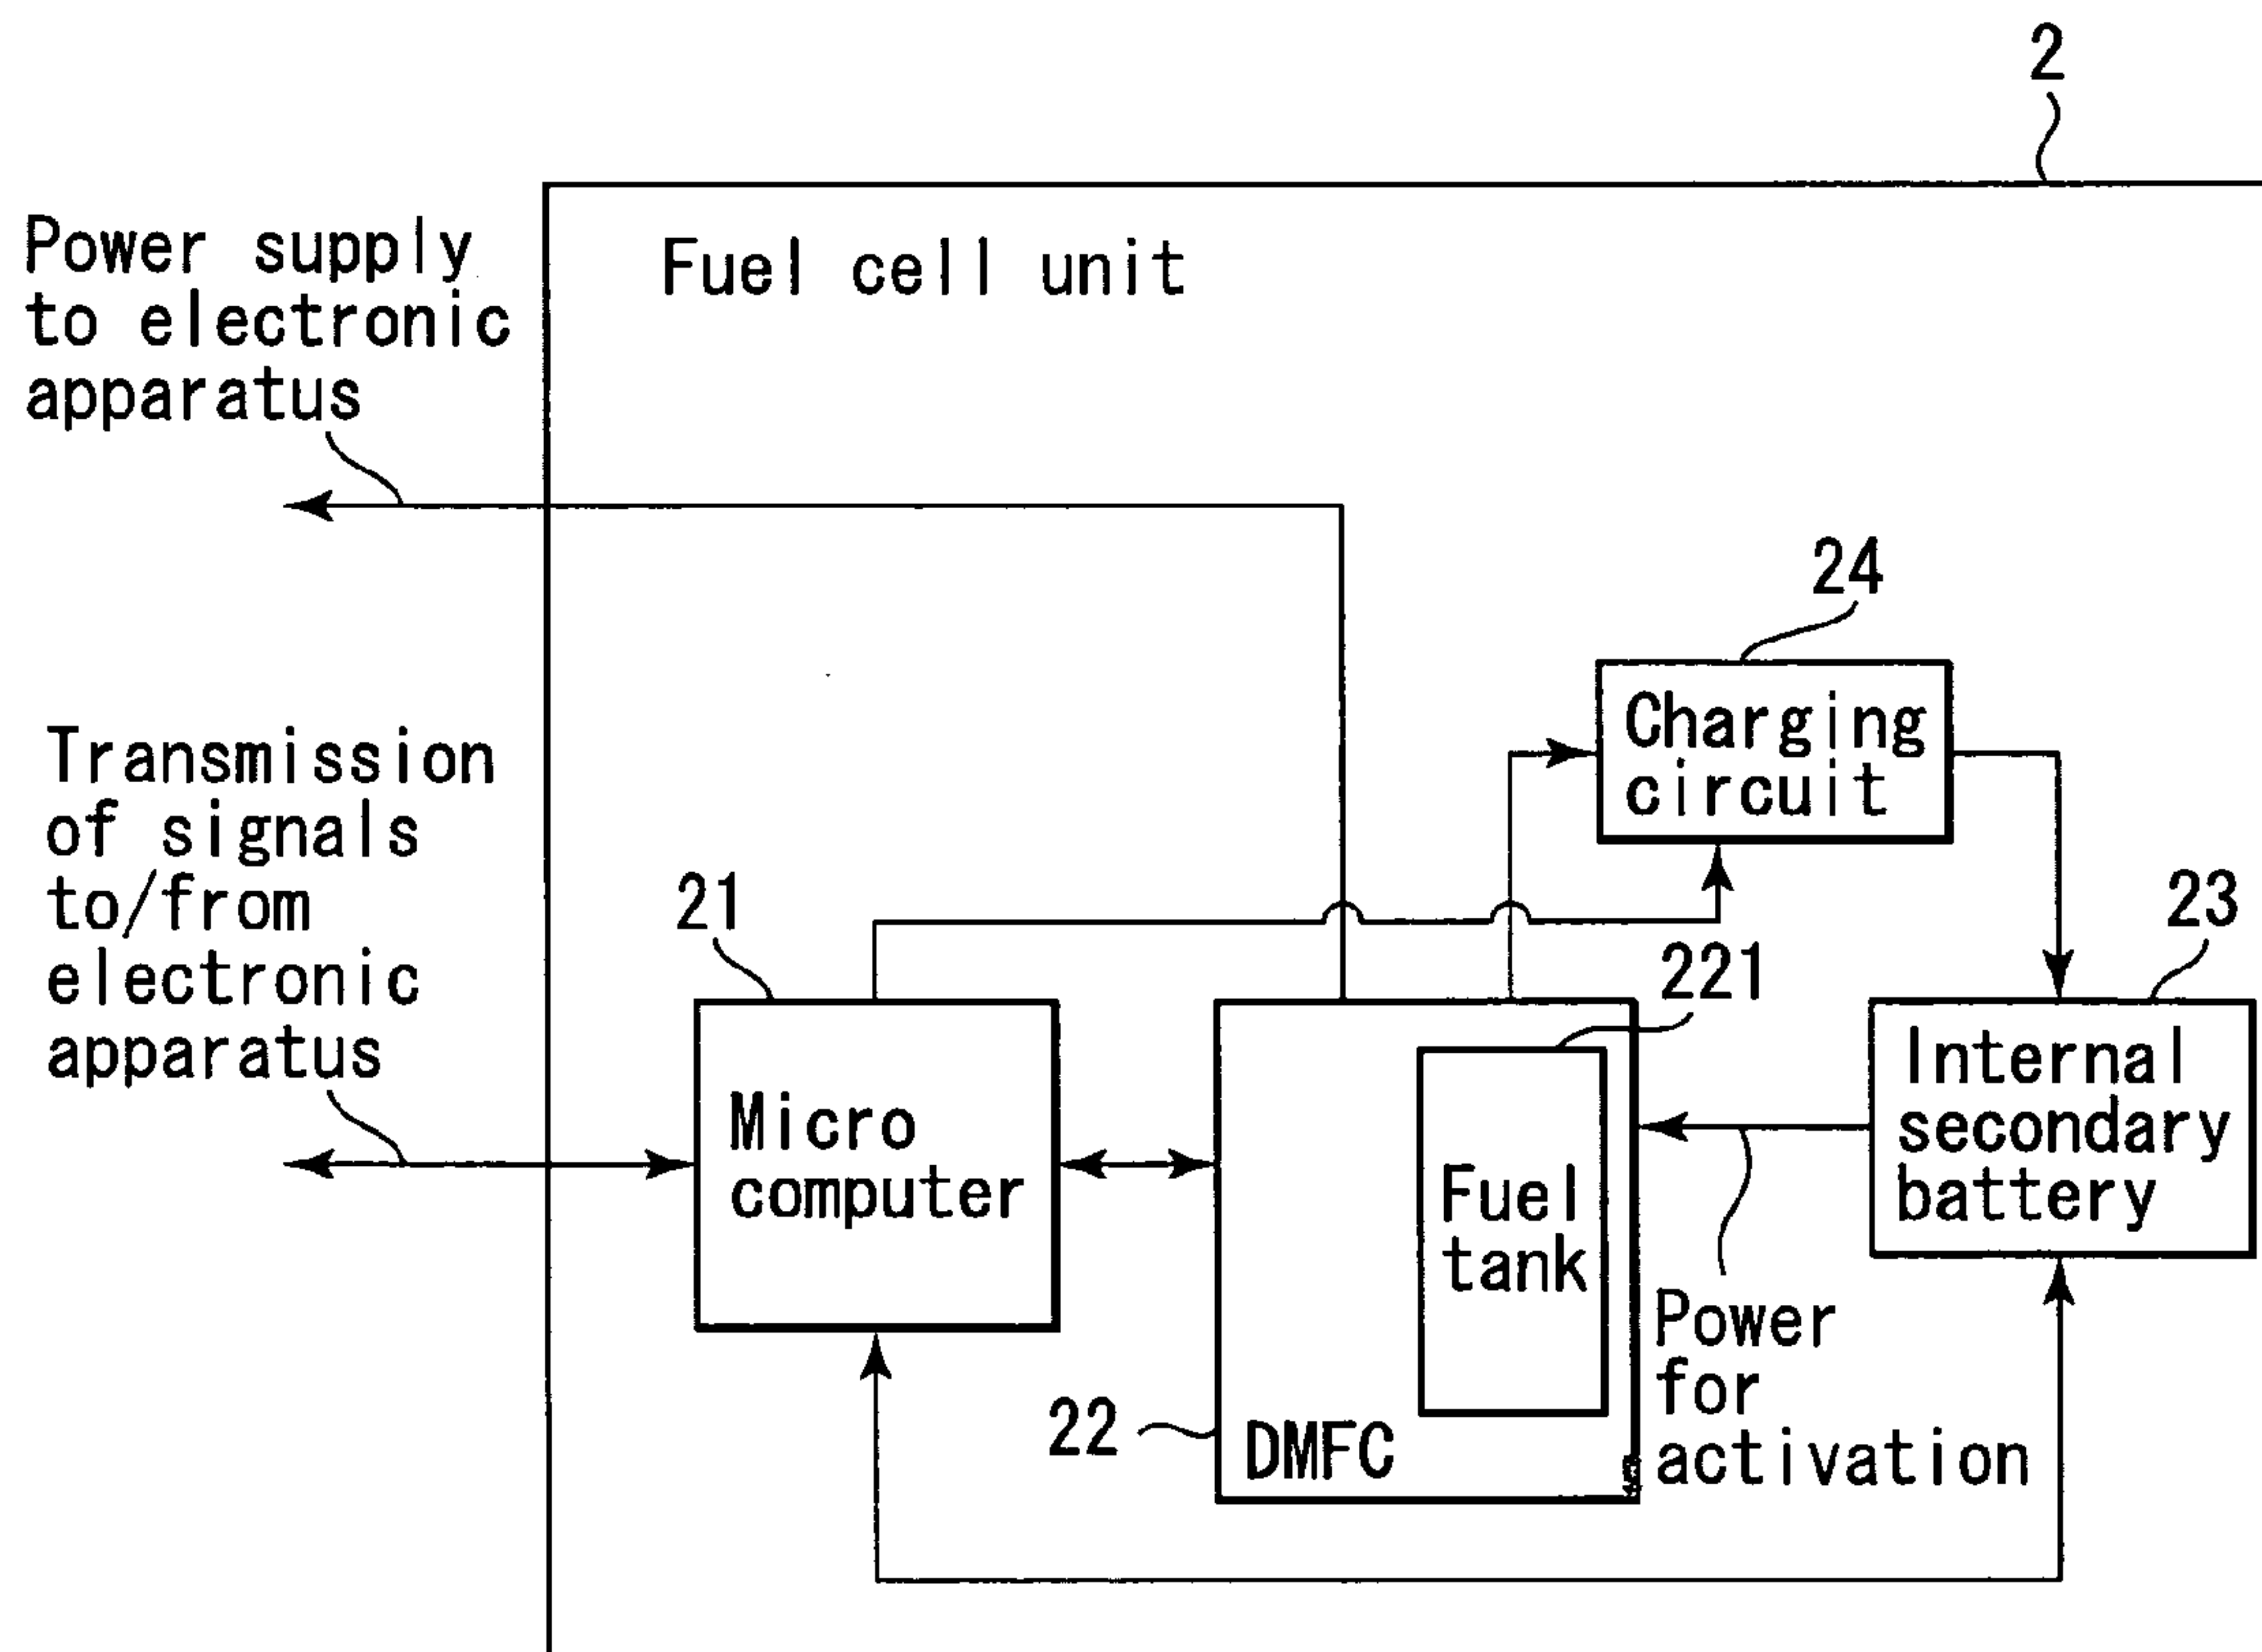 2
Power supply
to electronic
apparatus
Fuel cell unit
24
Charging
circuit
Transmission
of signals
to/from
electronic
apparatus
21
221
23
Micro
computer
Fuel
tank
Internal
secondary
battery
22
DMFC
Power
for
activation